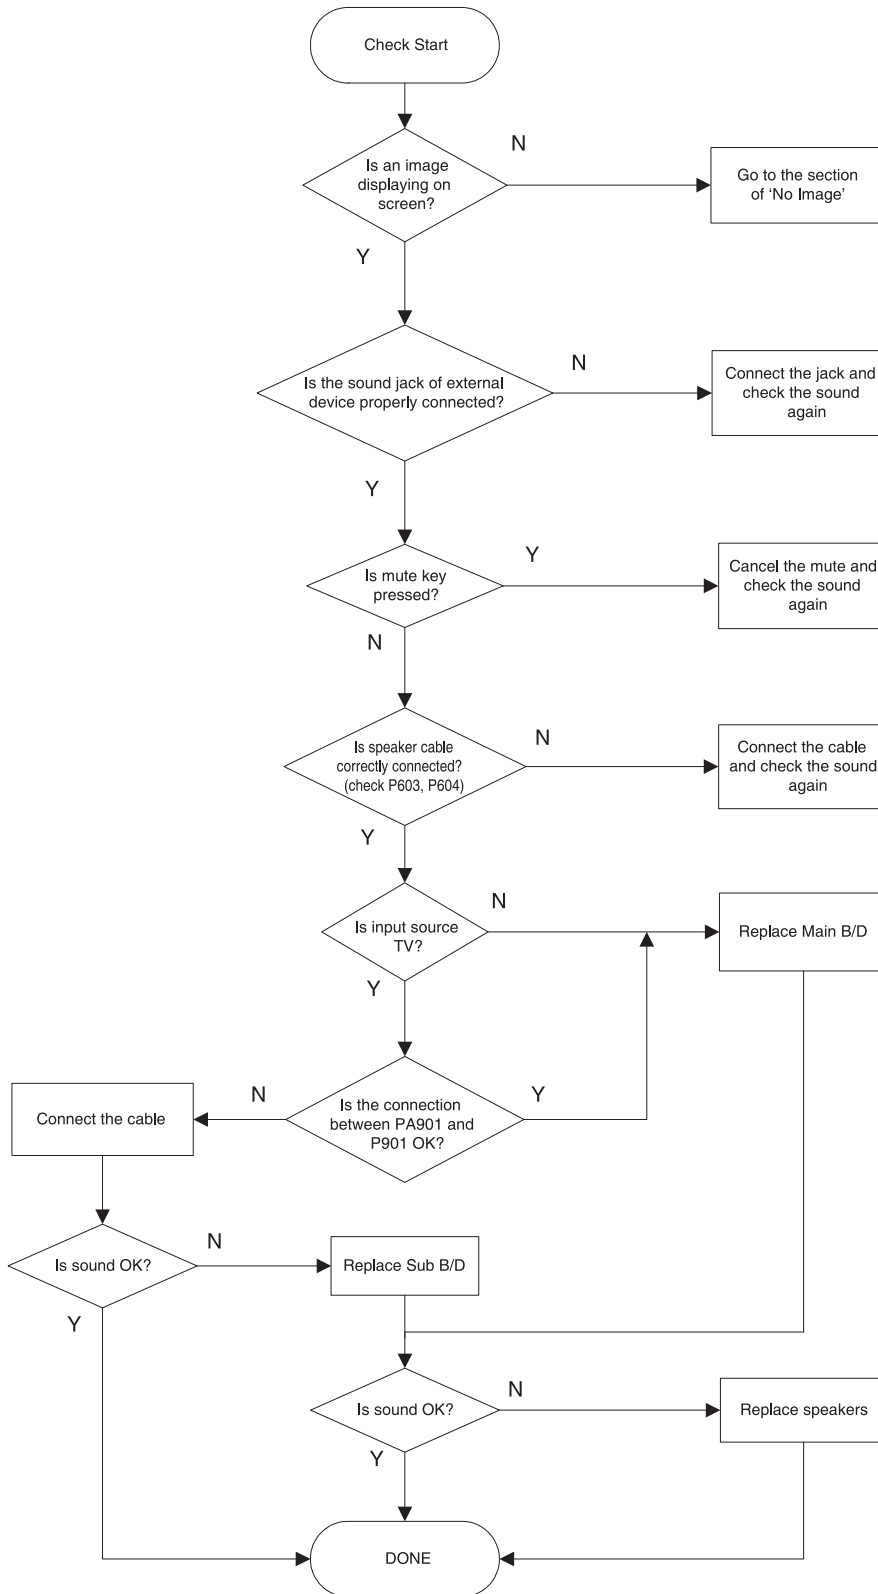 Check Start
N
Is an image
displaying on
screen?
Go to the section
of ‘No Image’
Y
N
Is the sound jack of external
device properly connected?
Connect the jack and
check the sound
again
Y
Y
Is mute key
pressed?
Cancel the mute and
check the sound
again
N
N
Is speaker cable
correctly connected?
(check P603, P604)
Connect the cable
and check the sound
again
Y
N
Is input source
TV?
Replace Main B/D
Y
N
Y
Connect the cable
Is the connection
between PA901 and
P901 OK?
N
Is sound OK?
Replace Sub B/D
Y
N
Is sound OK?
Replace speakers
Y
DONE